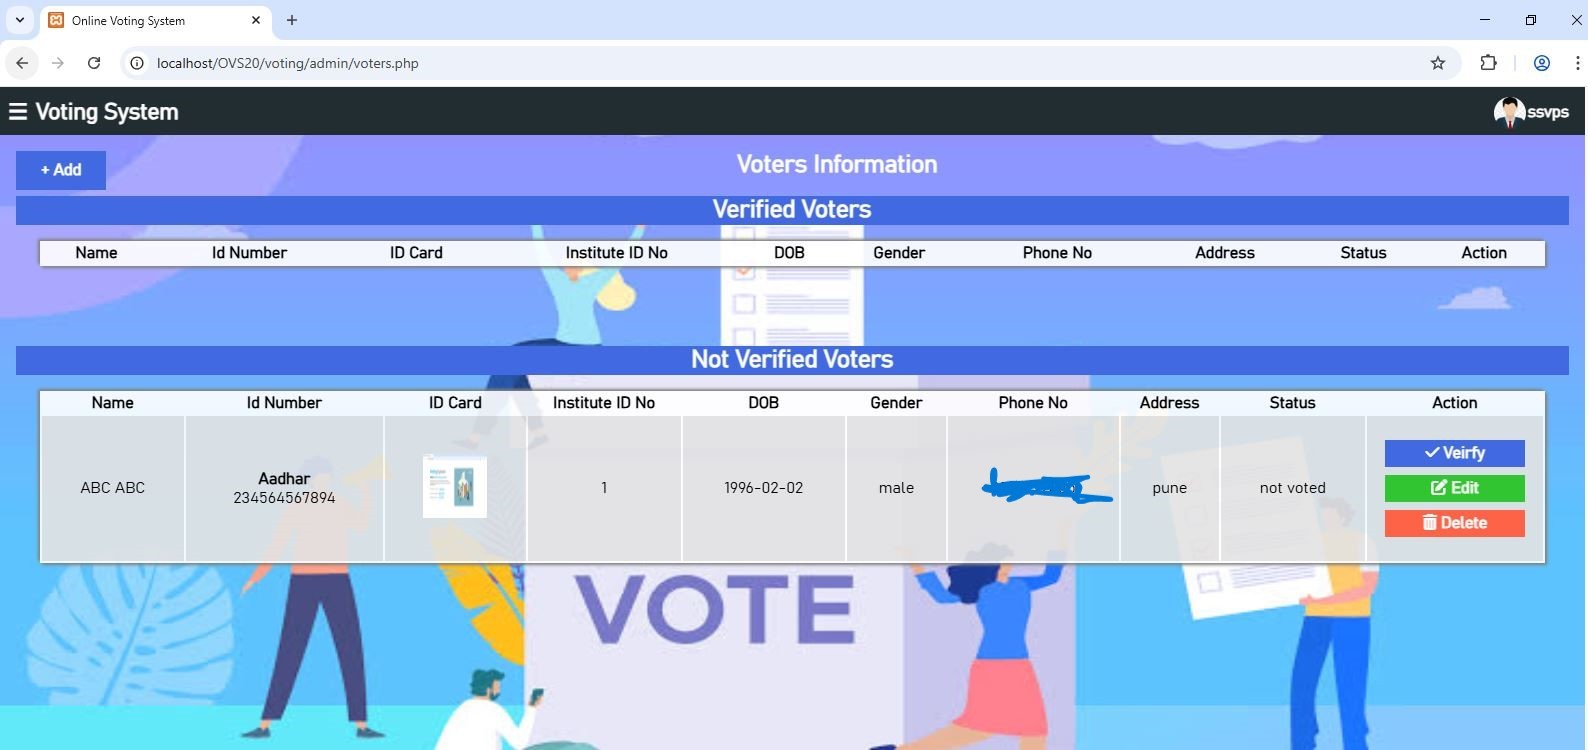 Online Voting System
localhost/OVS20/voting/admin/voters.php
Voting System
ssvps
+ Add
Voters Information
Verified Voters
Name Id Number ID Card Institute ID No DOB Gender Phone No Address Status Action
Not Verified Voters
Name Id Number ID Card Institute ID No DOB Gender Phone No Address Status Action
ABC ABC Aadhar 234564567894 1 1996-02-02 male pune not voted
Veirfy
Edit
Delete
VOTE